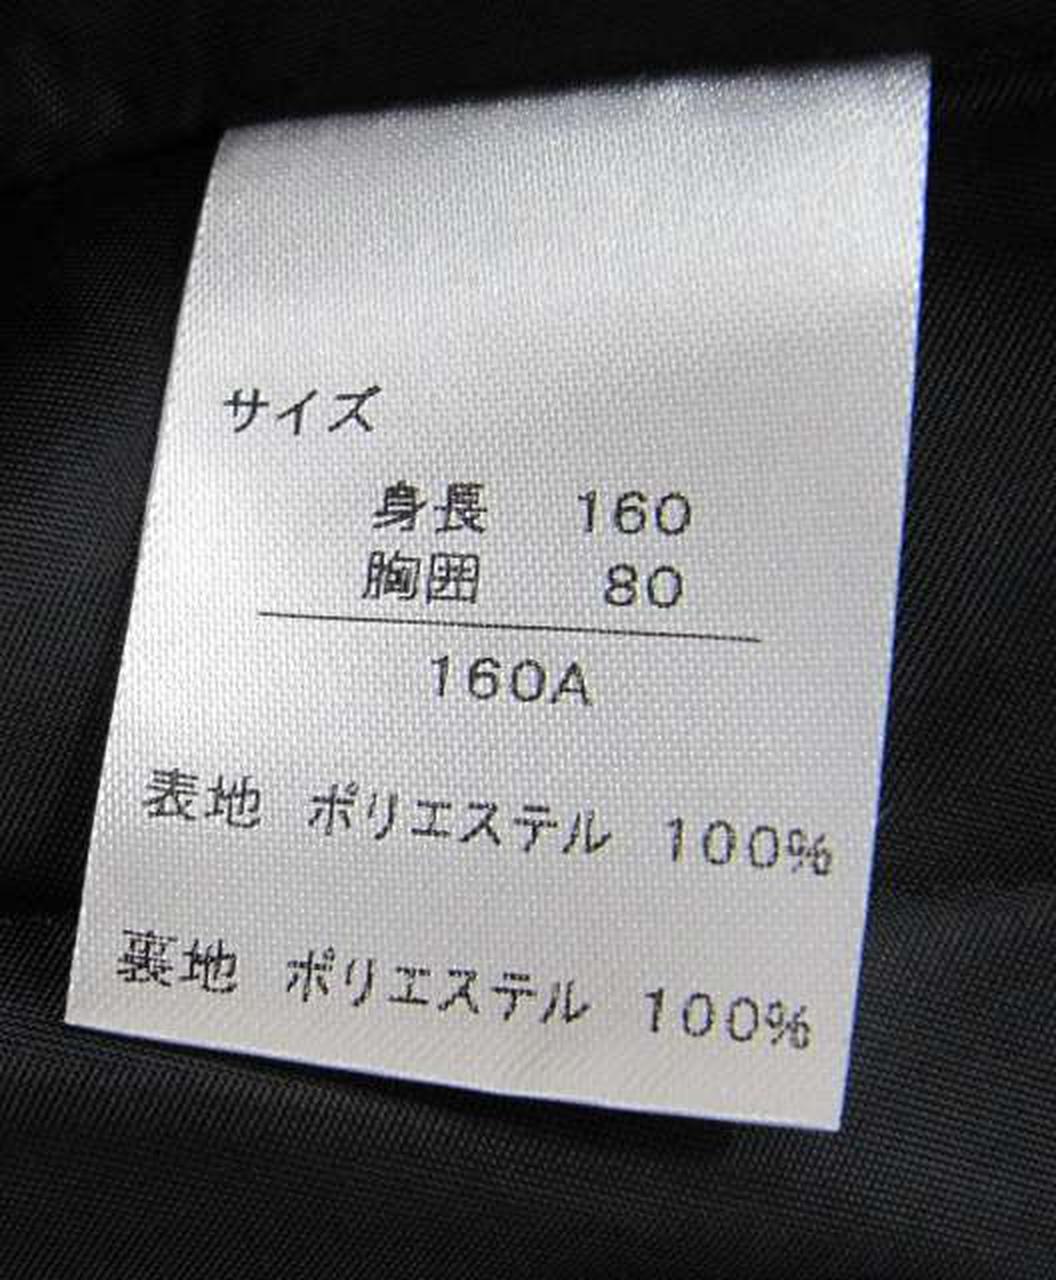 サイズ
身長 160
胸囲 80
160A
表地 ポリエステル 100%
裏地 ポリエステル 100%